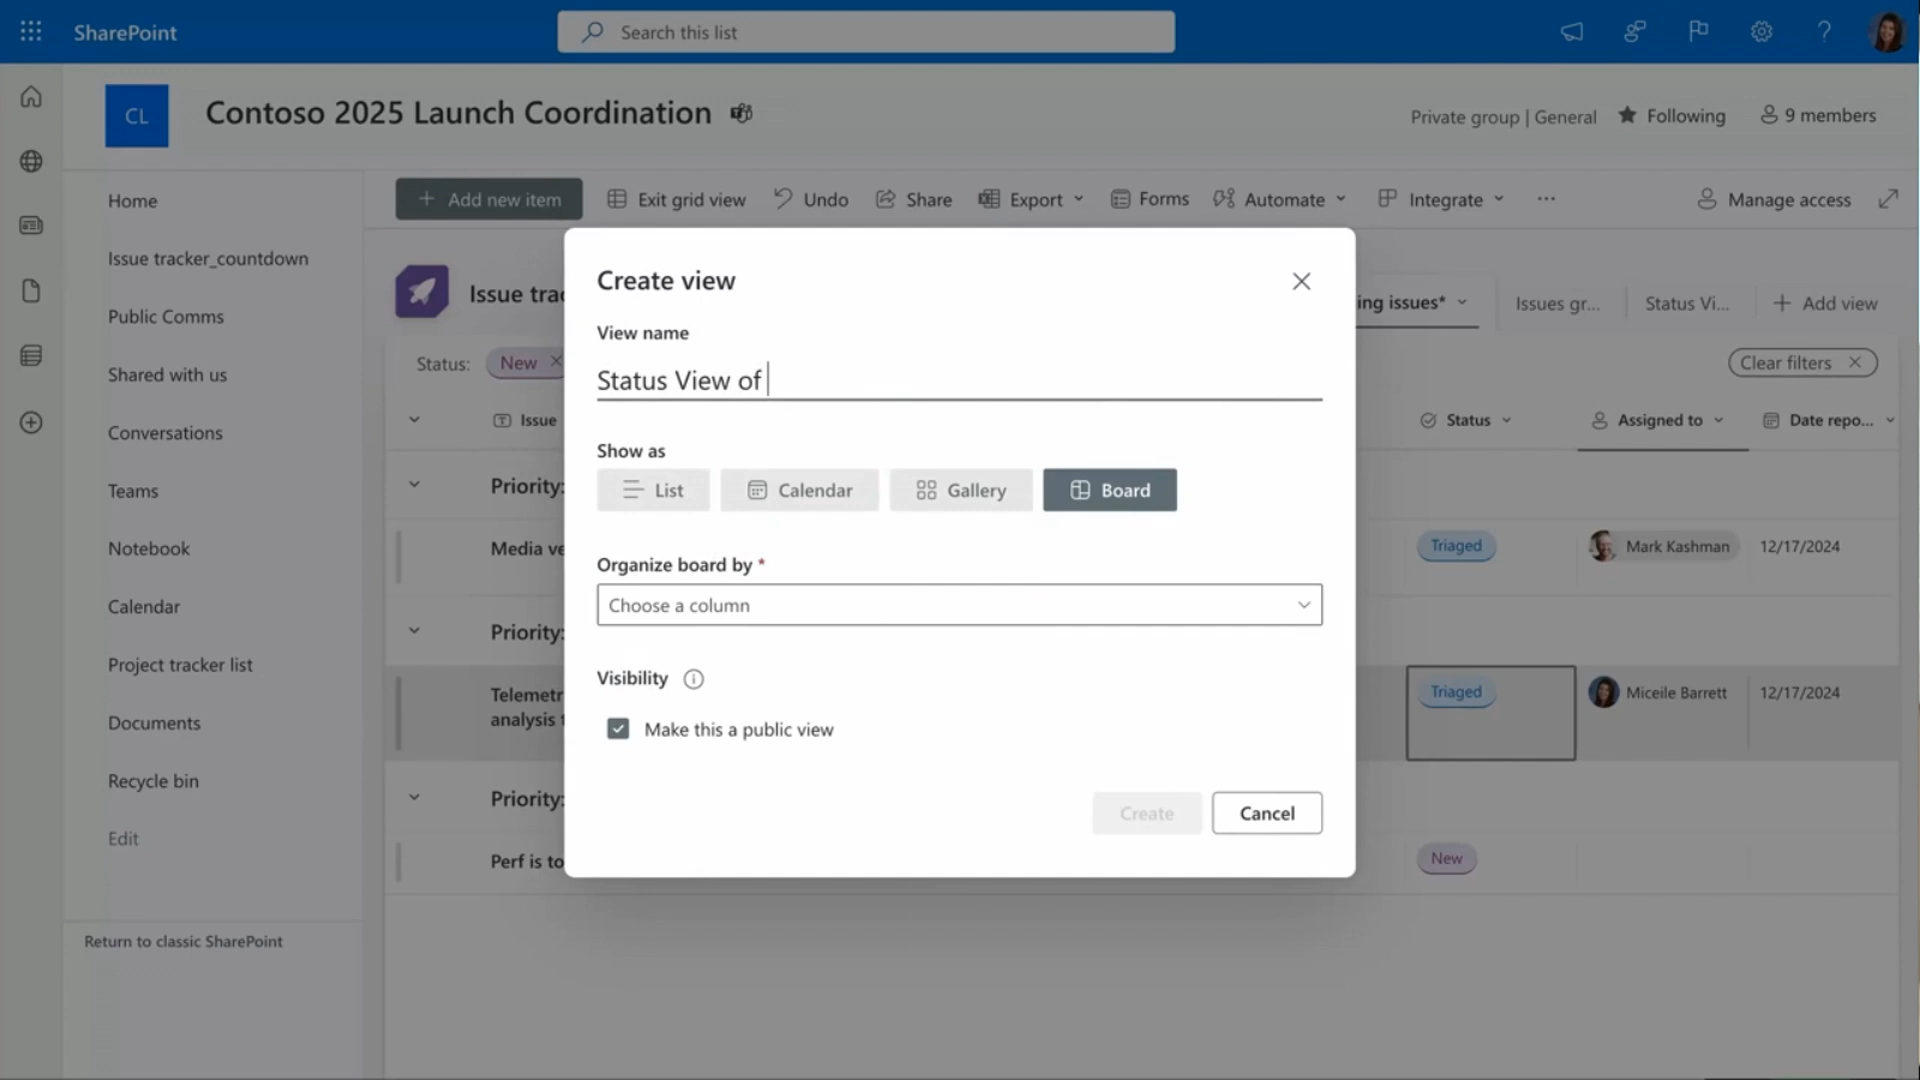 SharePoint
Search this list
CL
Contoso 2025 Launch Coordination
Private group | General
Following
9 members
Home
Issue tracker_countdown
Public Comms
Shared with us
Conversations
Teams
Notebook
Calendar
Project tracker list
Documents
Recycle bin
Edit
Return to classic SharePoint
Add new item
Exit grid view
Undo
Share
Export
Forms
Automate
Integrate
Manage access
Issue trac
ing issues*
Issues gr...
Status Vi...
Add view
Status:
New
Clear filters
Issue
Status
Assigned to
Date repo...
Priority:
Media ve
Triaged
Mark Kashman
12/17/2024
Priority:
Telemetr
analysis t
Triaged
Miceile Barrett
12/17/2024
Priority:
Perf is to
New
Create view
View name
Status View of
Show as
List
Calendar
Gallery
Board
Organize board by *
Choose a column
Visibility
Make this a public view
Create
Cancel